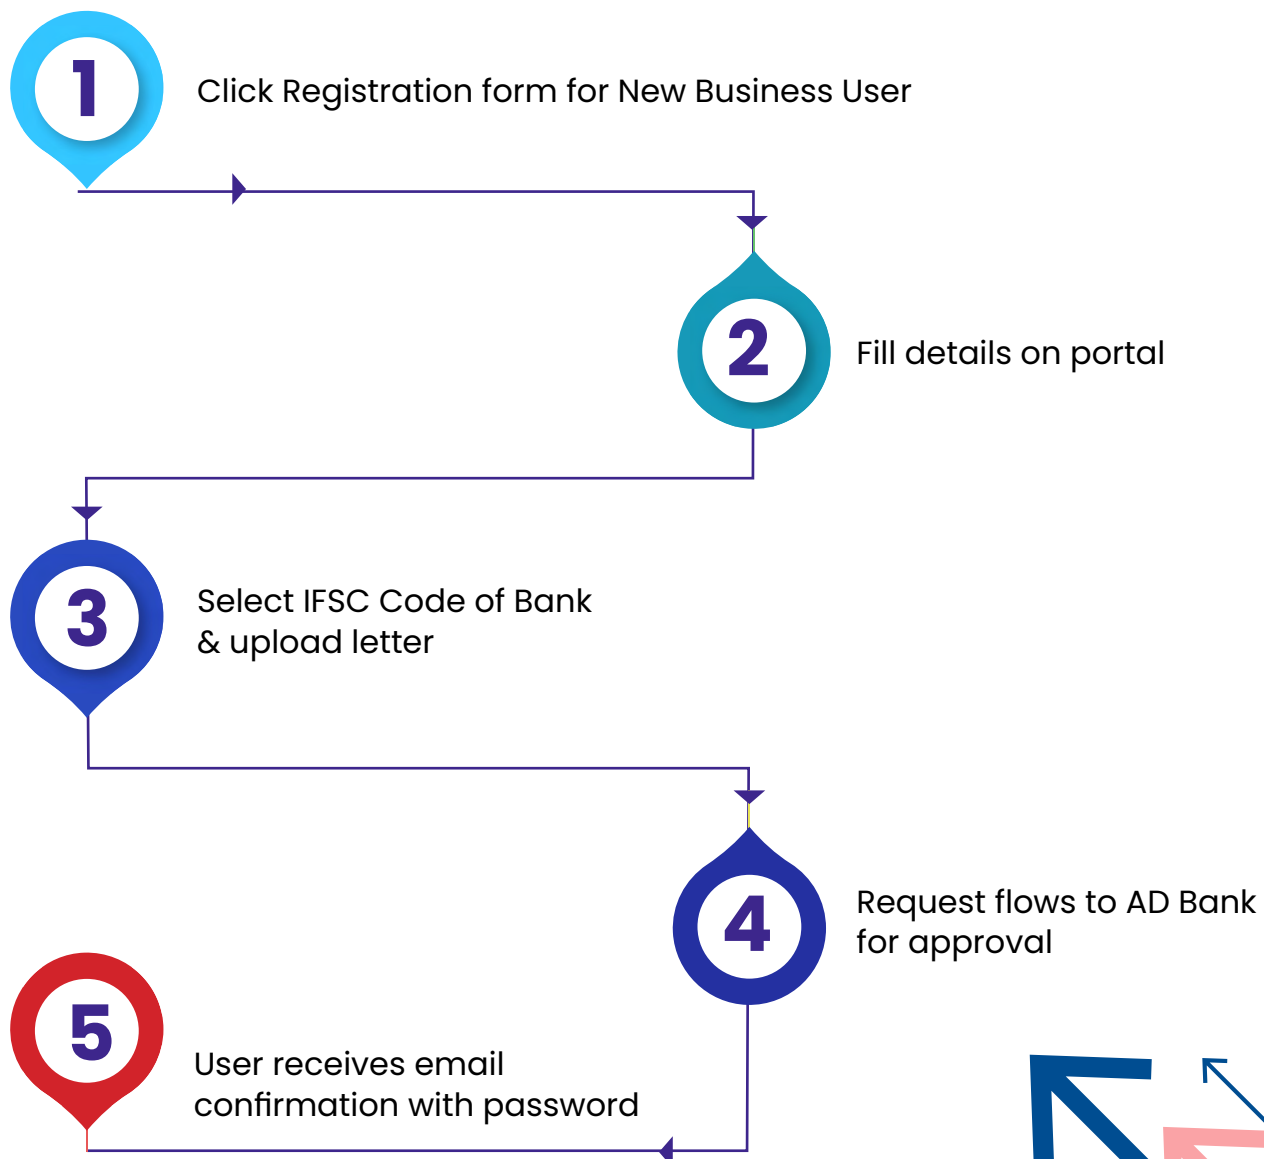 1
Click Registration form for New Business User
2
Fill details on portal
3
Select IFSC Code of Bank
& upload letter
4
Request flows to AD Bank
for approval
5
User receives email
confirmation with password